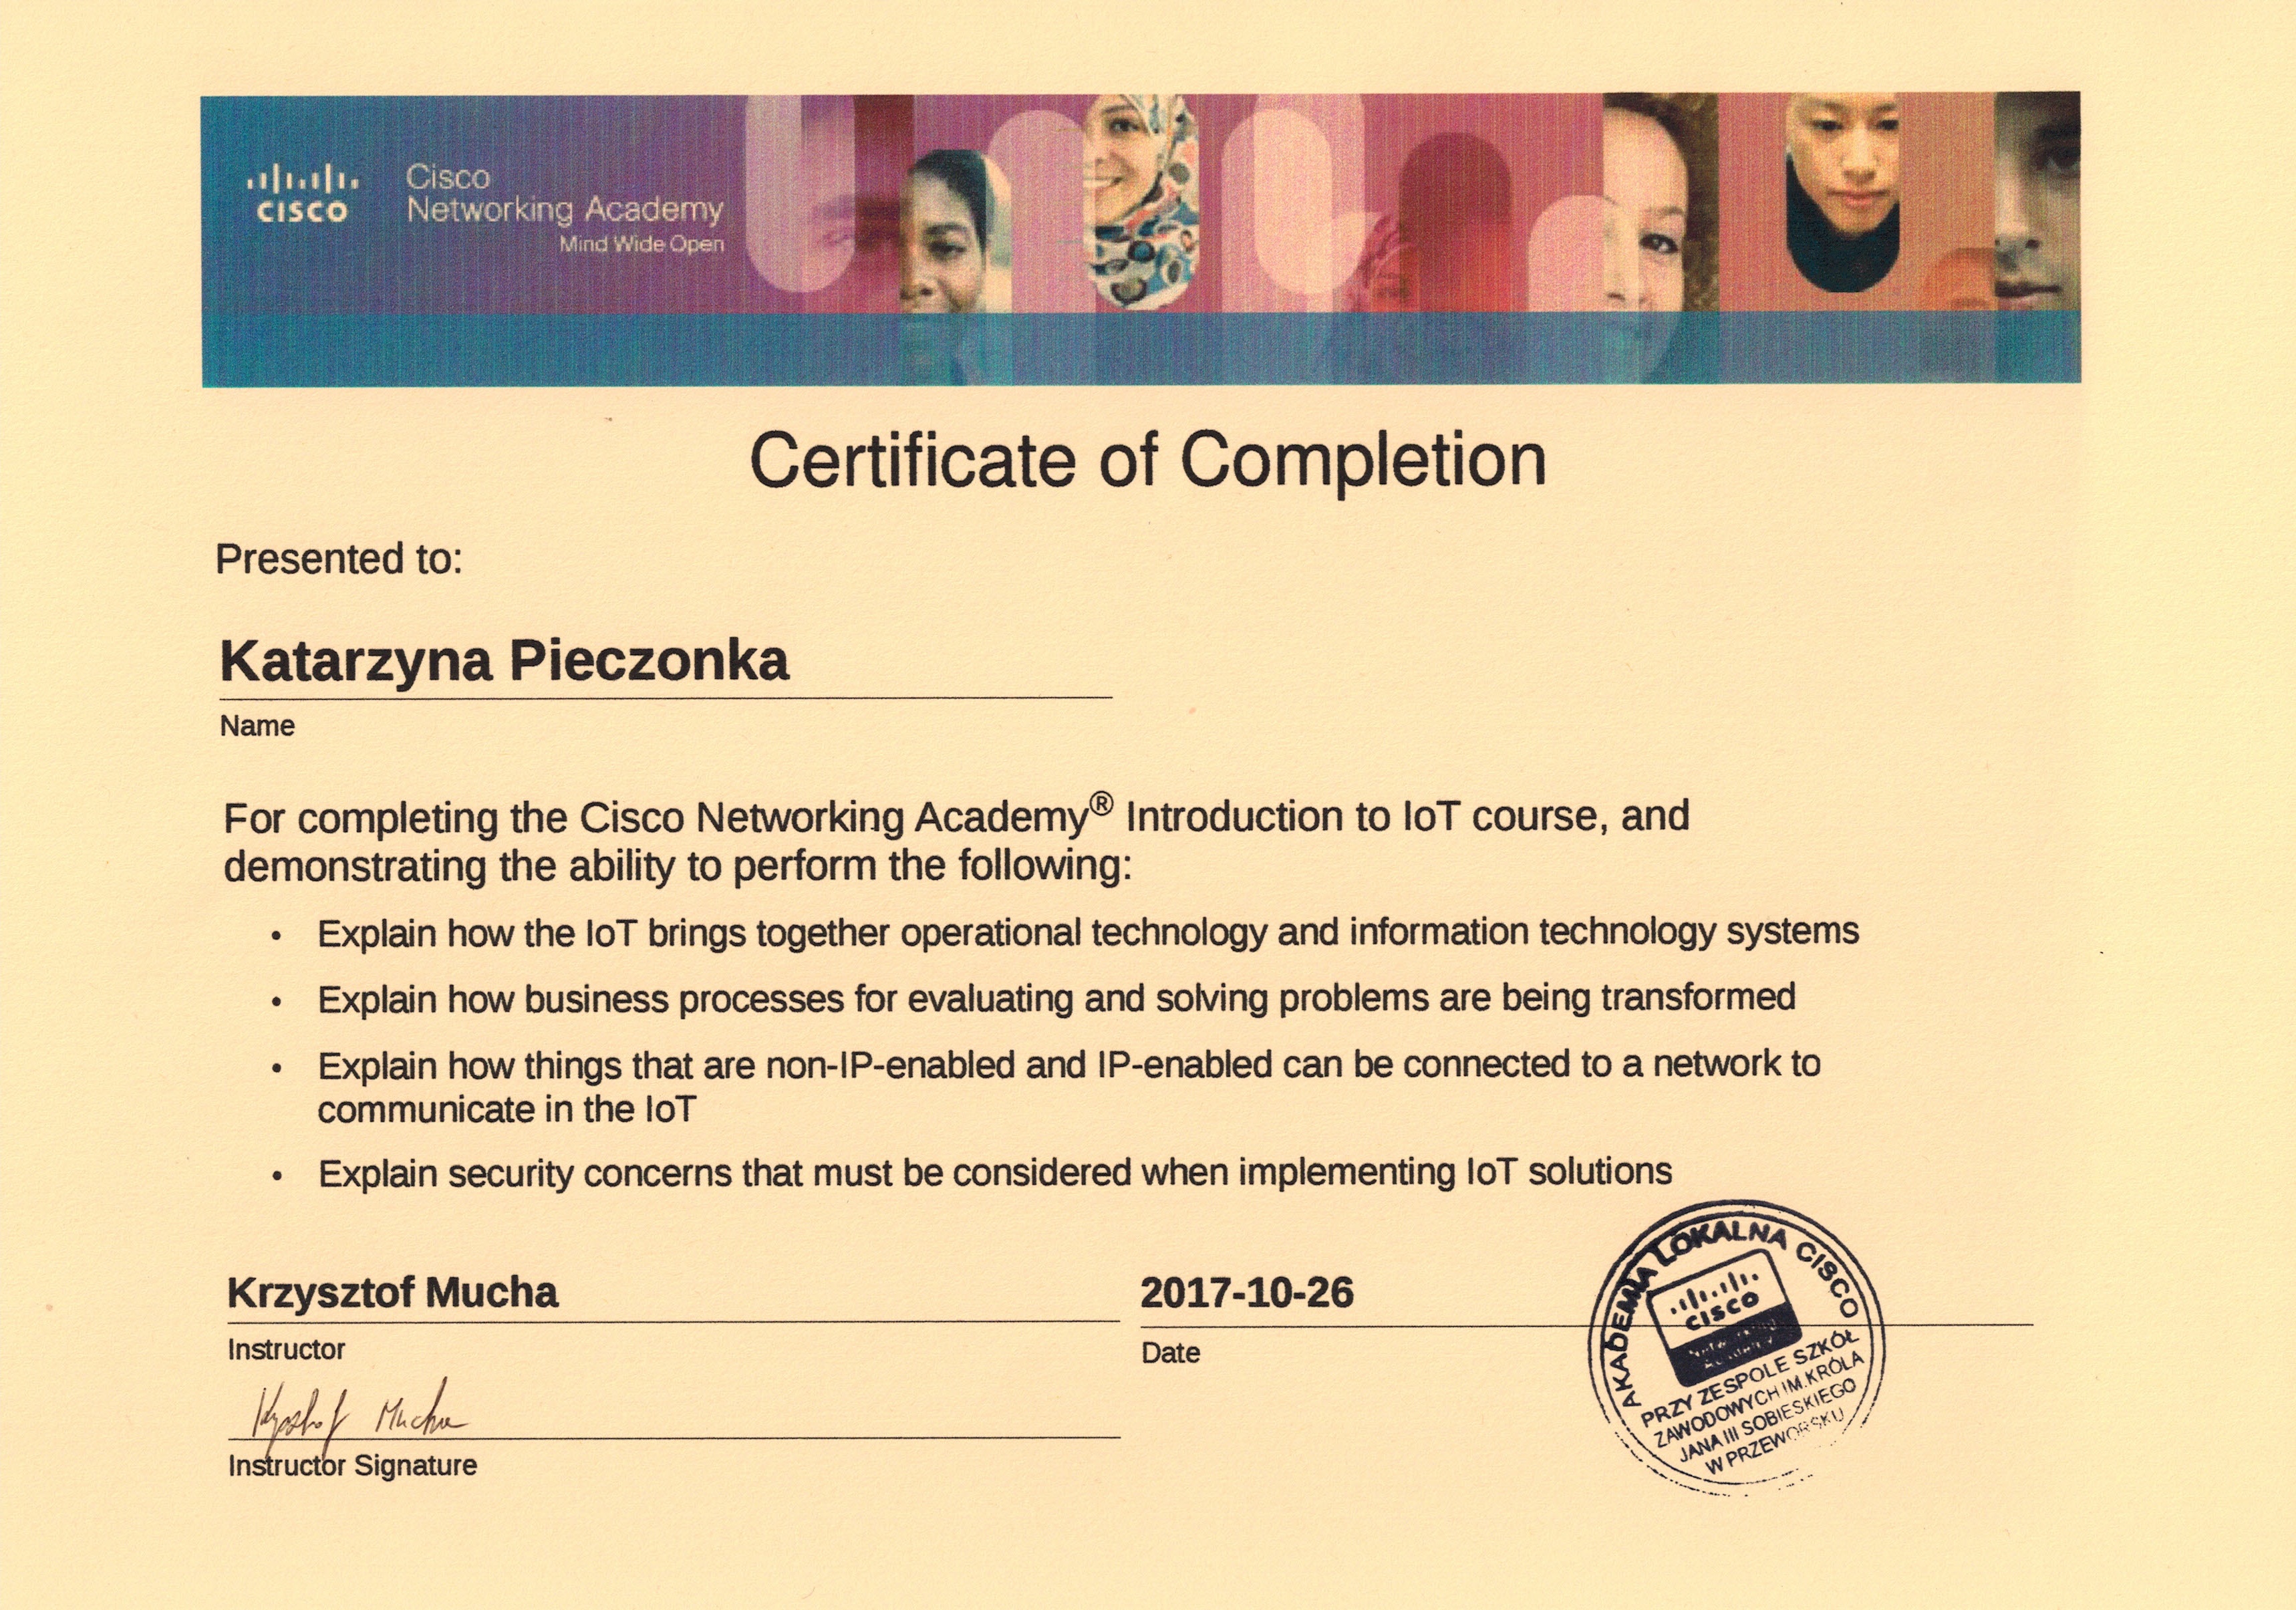 CISCO
Cisco
Networking Academy
Mind Wide Open
Certificate of Completion
Presented to:
Katarzyna Pieczonka
Name
For completing the Cisco Networking Academy® Introduction to IoT course, and
demonstrating the ability to perform the following:
• Explain how the IoT brings together operational technology and information technology systems
• Explain how business processes for evaluating and solving problems are being transformed
• Explain how things that are non-IP-enabled and IP-enabled can be connected to a network to
communicate in the IoT
• Explain security concerns that must be considered when implementing IoT solutions
Krzysztof Mucha
Instructor
2017-10-26
Date
Krzysztof Mucha
Instructor Signature
AKADEMIA LOKALNA CISCO
CISCO
Networking
Academy
PRZY ZESPOLE SZKÓŁ
ZAWODOWYCH IM. KRÓLA
JANA III SOBIESKIEGO
W PRZEWORSKU